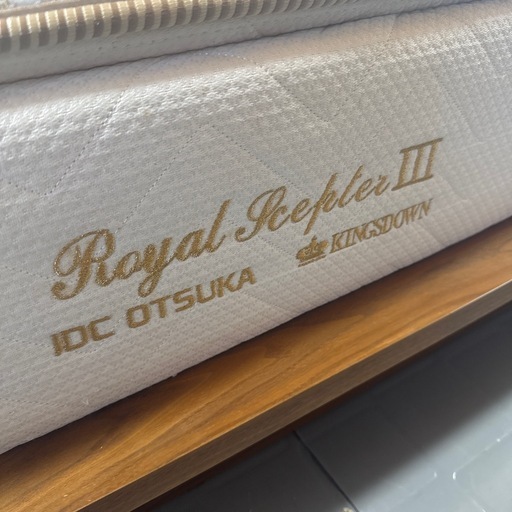 Royal Scepter III
IDC OTSUKA
KINGSDOWN